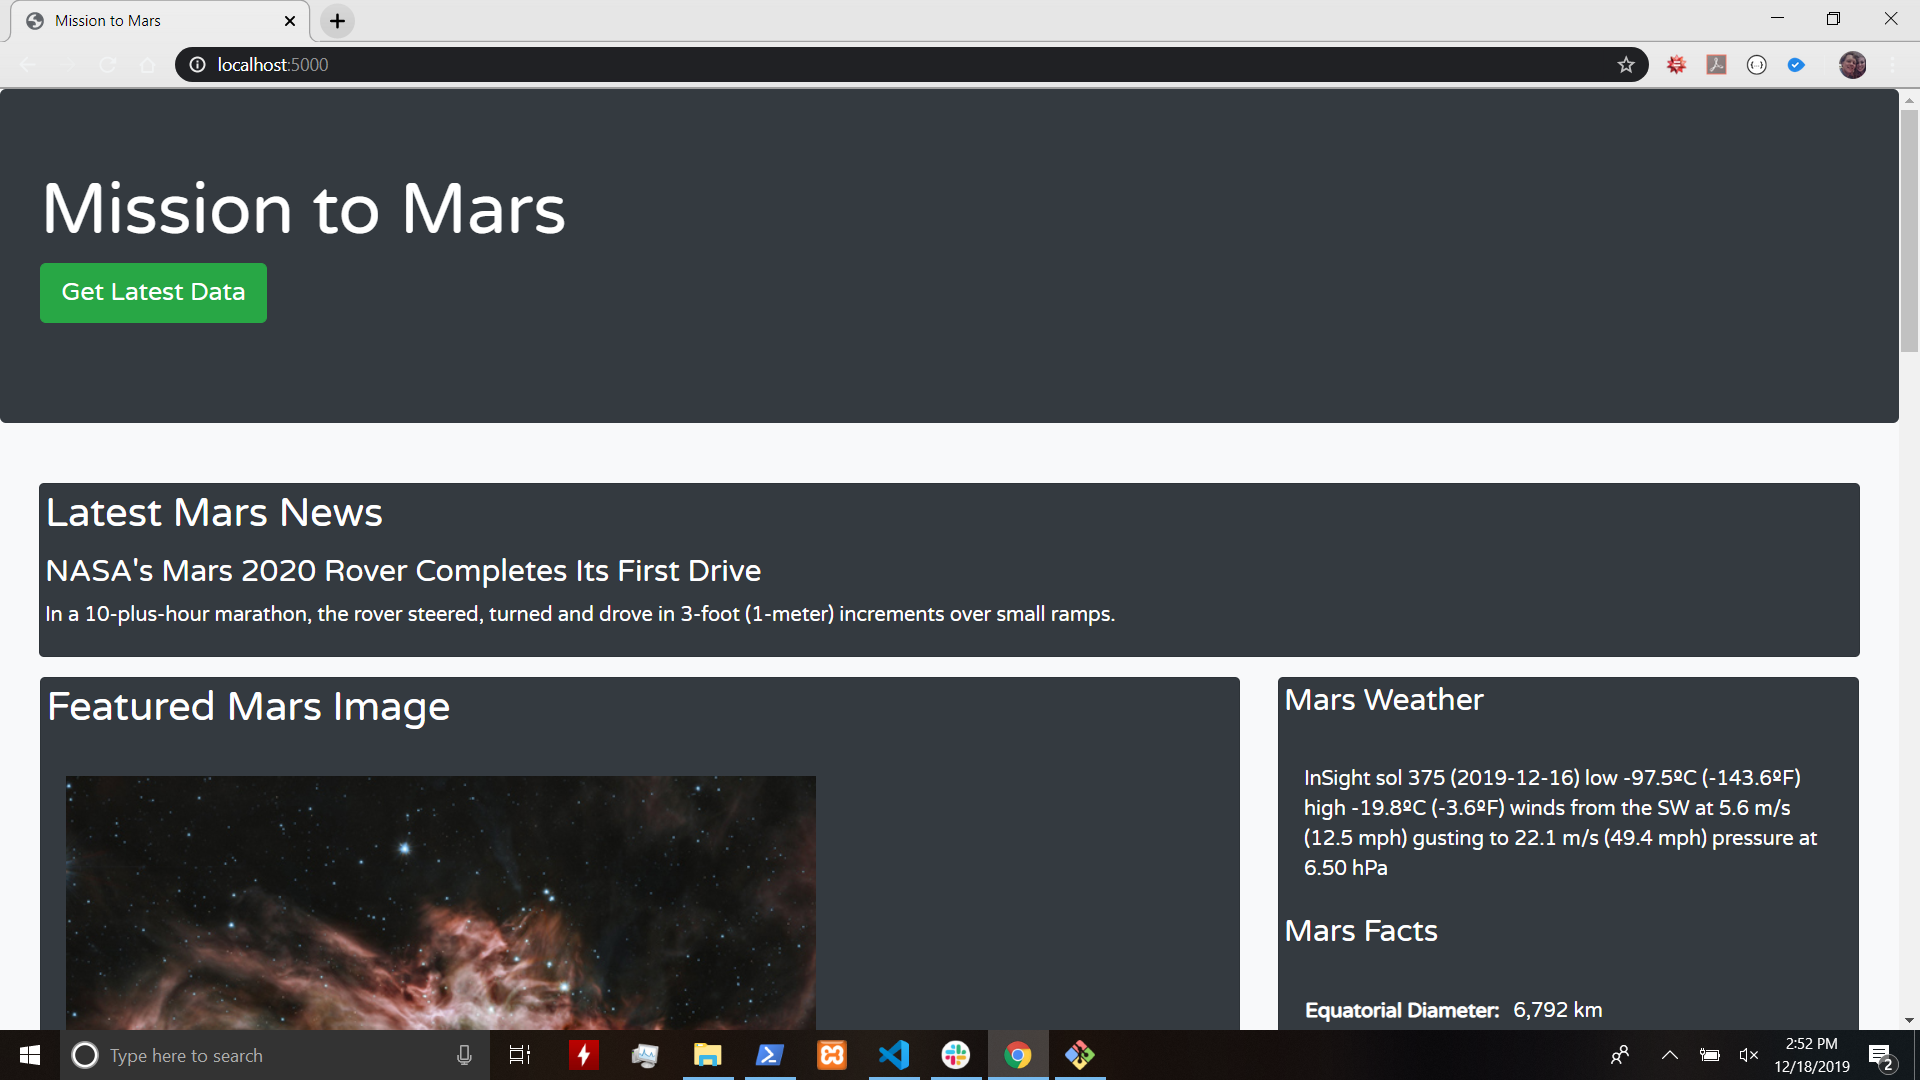 Mission to Mars
localhost:5000
Mission to Mars
Get Latest Data
Latest Mars News
NASA's Mars 2020 Rover Completes Its First Drive
In a 10-plus-hour marathon, the rover steered, turned and drove in 3-foot (1-meter) increments over small ramps.
Featured Mars Image
Mars Weather
InSight sol 375 (2019-12-16) low -97.5ºC (-143.6ºF)
high -19.8ºC (-3.6ºF) winds from the SW at 5.6 m/s
(12.5 mph) gusting to 22.1 m/s (49.4 mph) pressure at
6.50 hPa
Mars Facts
Equatorial Diameter: 6,792 km
Type here to search
2:52 PM
12/18/2019
2